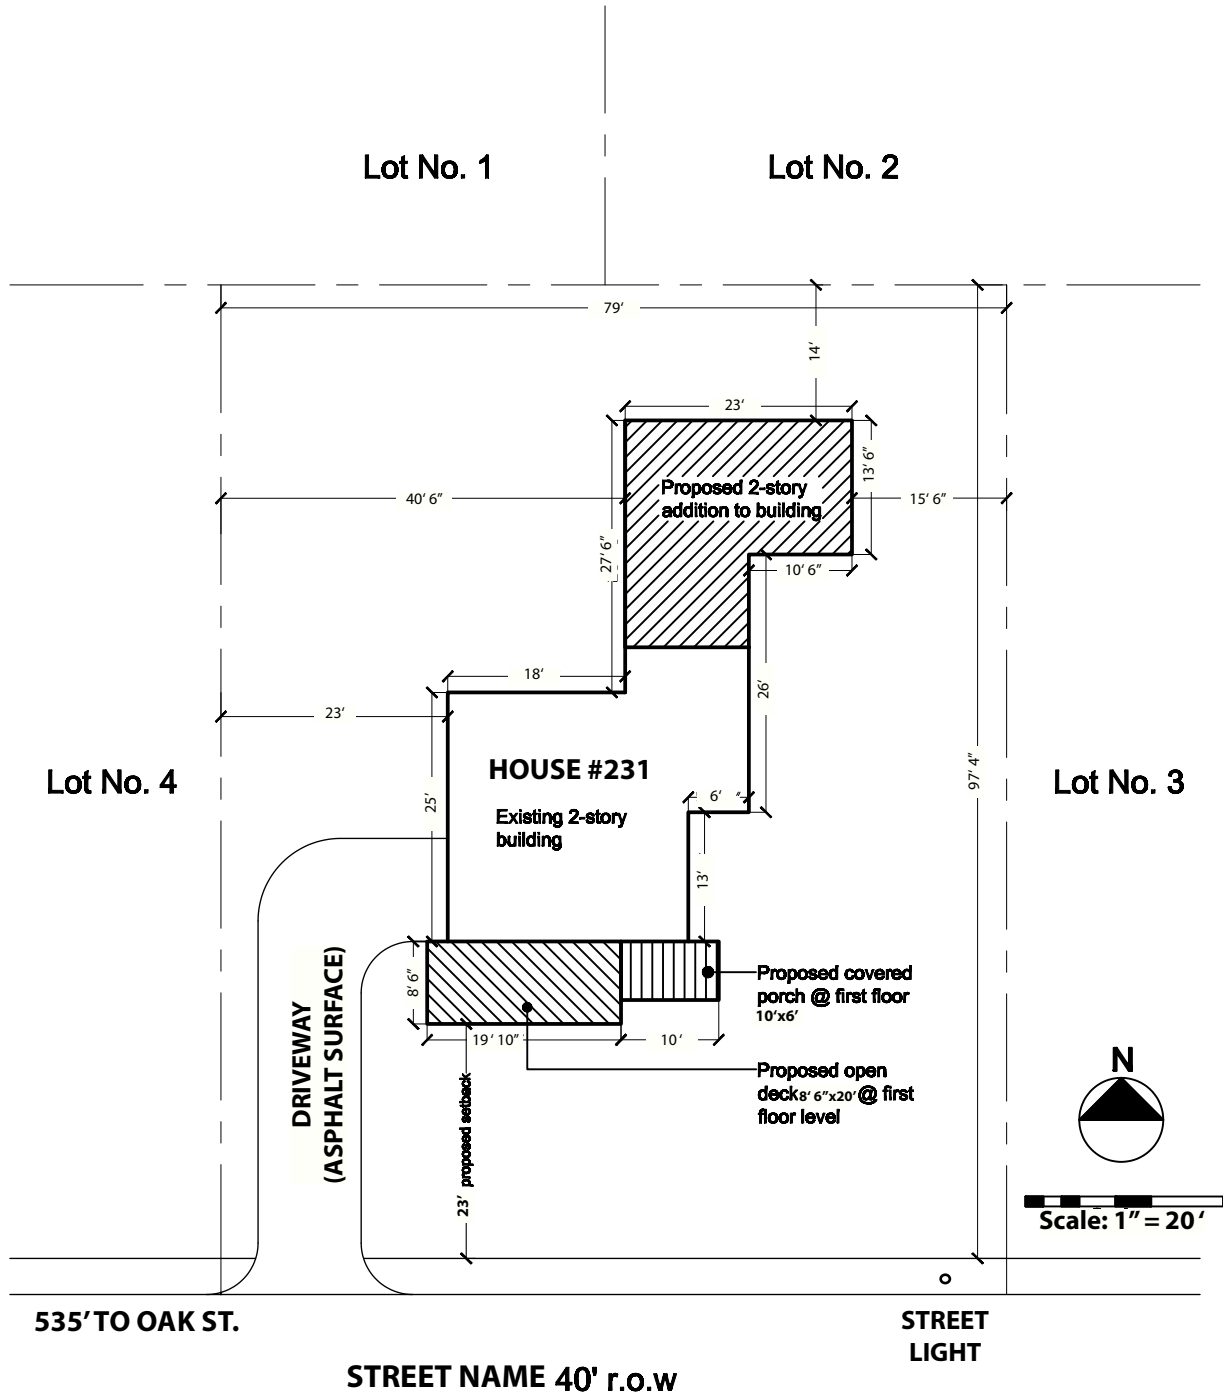 Lot No. 1
Lot No. 2
79'
14'
23'
13' 6"
Proposed 2-story
addition to building
40' 6"
15' 6"
27' 6"
10' 6"
18'
26'
23'
97' 4"
HOUSE #231
Lot No. 4
Lot No. 3
25'
6' "
Existing 2-story
building
13'
8' 6"
Proposed covered
porch @ first floor
10'x6'
19' 10"
10'
DRIVEWAY
(ASPHALT SURFACE)
Proposed open
deck 8' 6"x20' @ first
floor level
23' proposed setback
N
Scale: 1" = 20'
535' TO OAK ST.
STREET
LIGHT
STREET NAME 40' r.o.w